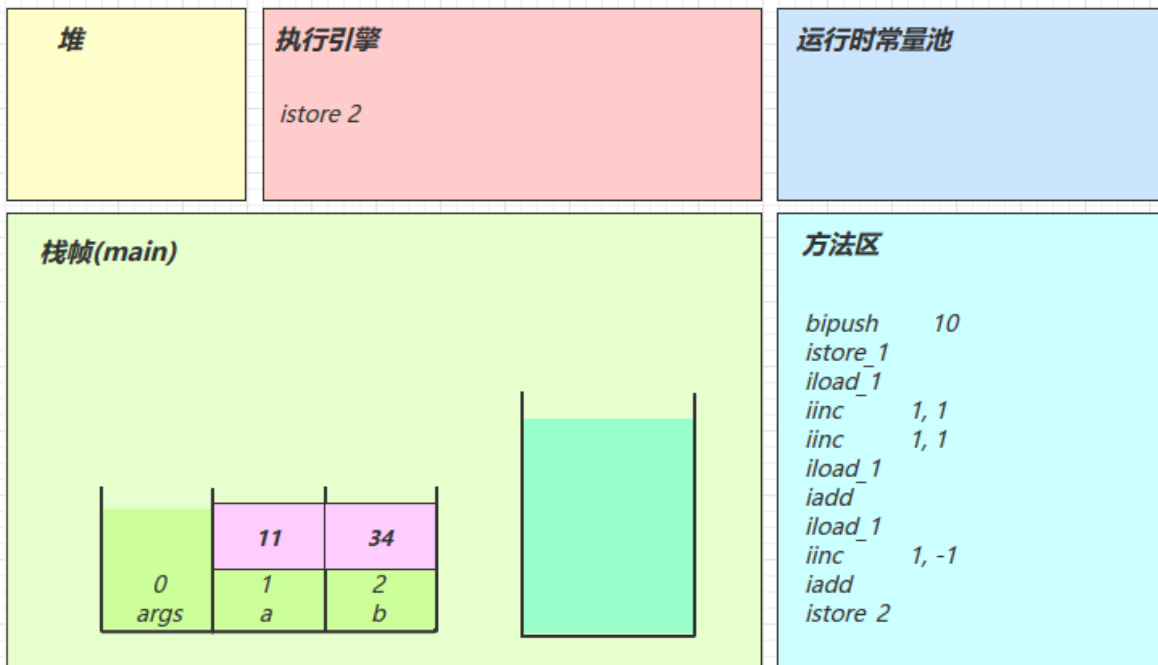 堆
执行引擎
istore 2
运行时常量池
栈帧(main)
11 34
0 1 2
args a b
方法区
bipush 10
istore_1
iload_1
iinc 1, 1
iinc 1, 1
iload_1
iadd
iload_1
iinc 1, -1
iadd
istore 2